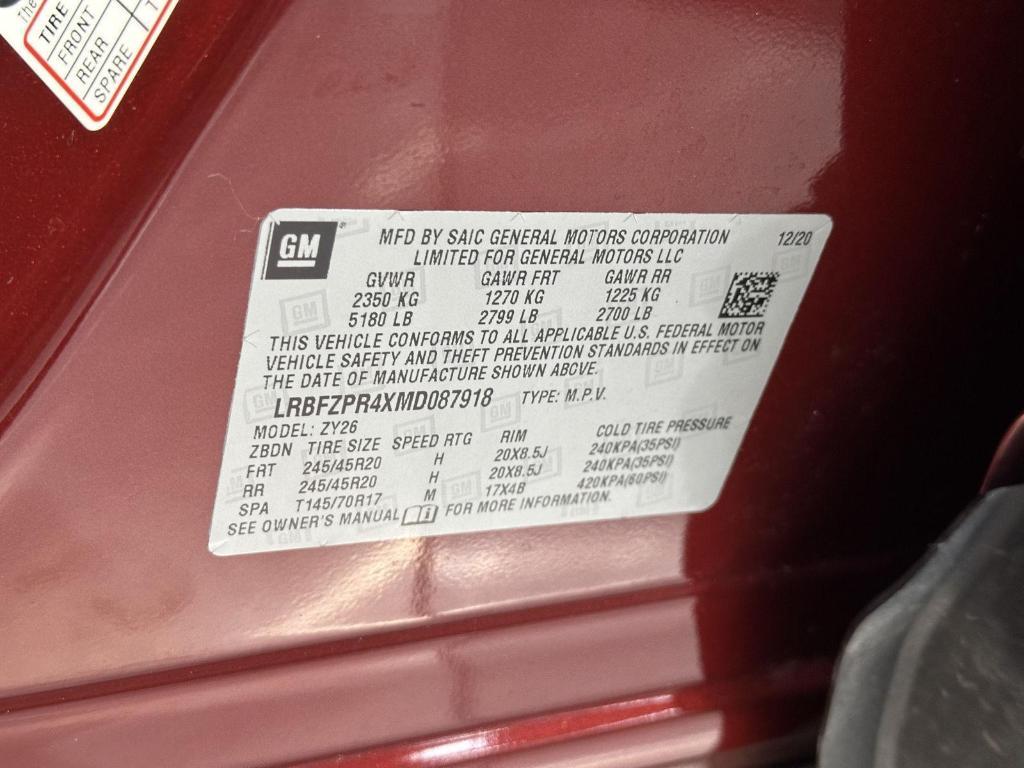 The
TIRE
FRONT
REAR
SPARE
GM
MFD BY SAIC GENERAL MOTORS CORPORATION 12/20
LIMITED FOR GENERAL MOTORS LLC
GVWR GAWR FRT GAWR RR
2350 KG 1270 KG 1225 KG
5180 LB 2799 LB 2700 LB
THIS VEHICLE CONFORMS TO ALL APPLICABLE U.S. FEDERAL MOTOR
VEHICLE SAFETY AND THEFT PREVENTION STANDARDS IN EFFECT ON
THE DATE OF MANUFACTURE SHOWN ABOVE.
LRBFZPR4XMD087918 TYPE: M.P.V.
MODEL: ZY26
ZBDN TIRE SIZE SPEED RTG RIM COLD TIRE PRESSURE
FRT 245/45R20 H 20X8.5J 240KPA(35PSI)
RR 245/45R20 H 20X8.5J 240KPA(35PSI)
SPA T145/70R17 M 17X4B 420KPA(60PSI)
SEE OWNER'S MANUAL FOR MORE INFORMATION.